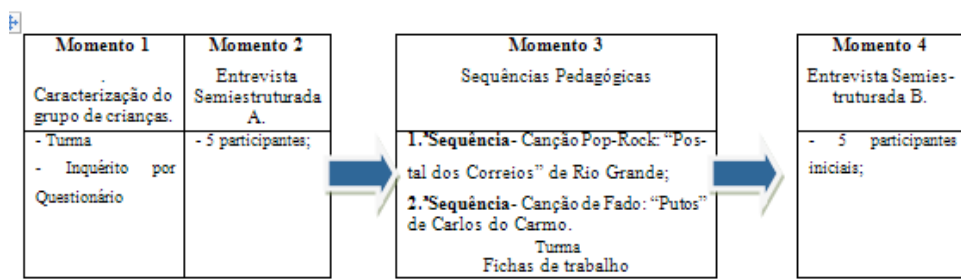 Momento 1
.
Caracterização do
grupo de crianças.
- Turma
- Inquérito por
Questionário
Momento 2
Entrevista
Semiestruturada
A.
- 5 participantes;
Momento 3
Sequências Pedagógicas
1.ªSequência- Canção Pop-Rock: “Pos-
tal dos Correios” de Rio Grande;
2.ªSequência- Canção de Fado: “Putos”
de Carlos do Carmo.
Turma
Fichas de trabalho
Momento 4
Entrevista Semies-
truturada B.
- 5 participantes
iniciais;